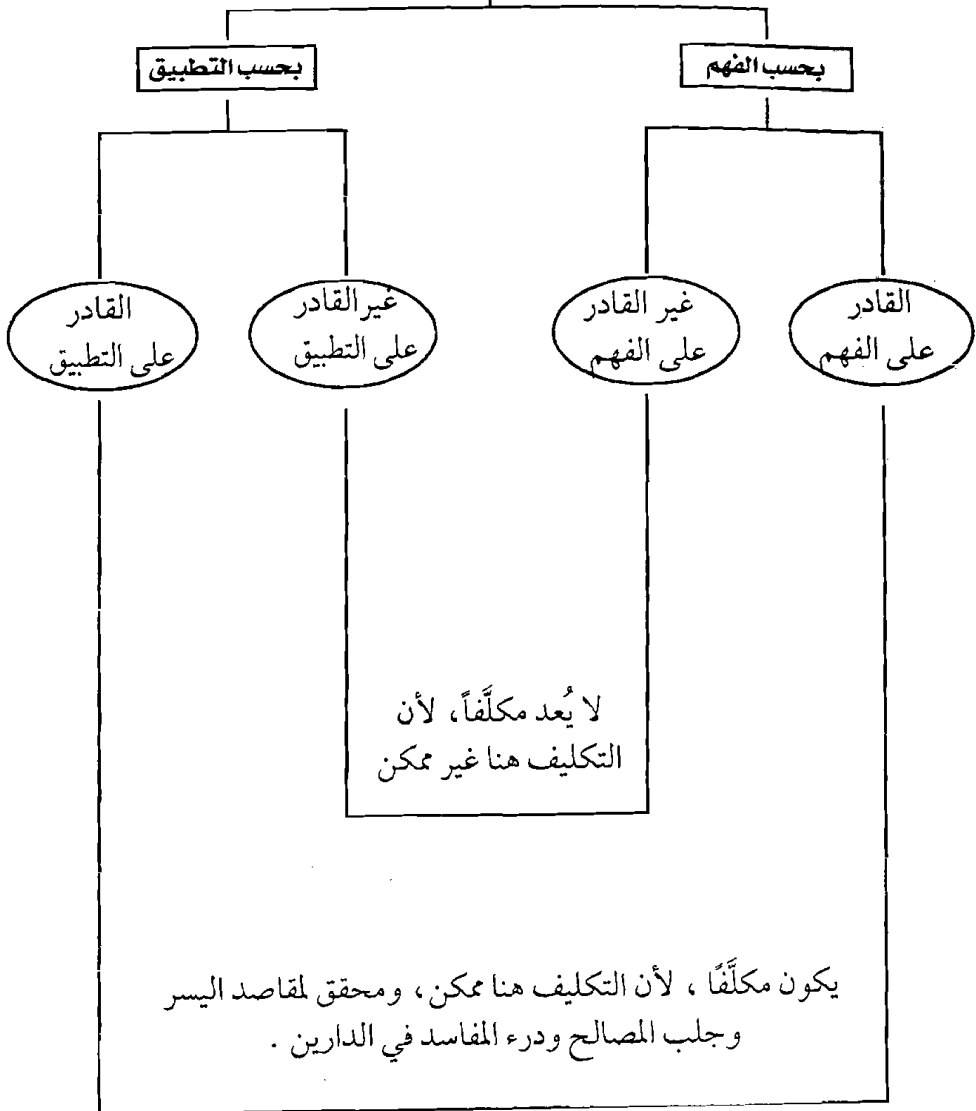 بحسب الفهم
بحسب التطبيق
القادر
على الفهم
غير القادر
على الفهم
غير القادر
على التطبيق
القادر
على التطبيق
لا يُعد مكلَّفاً، لأن
التكليف هنا غير ممكن
يكون مكلَّفًا ، لأن التكليف هنا ممكن، ومحقق لمقاصد اليسر
وجلب المصالح ودرء المفاسد في الدارين .